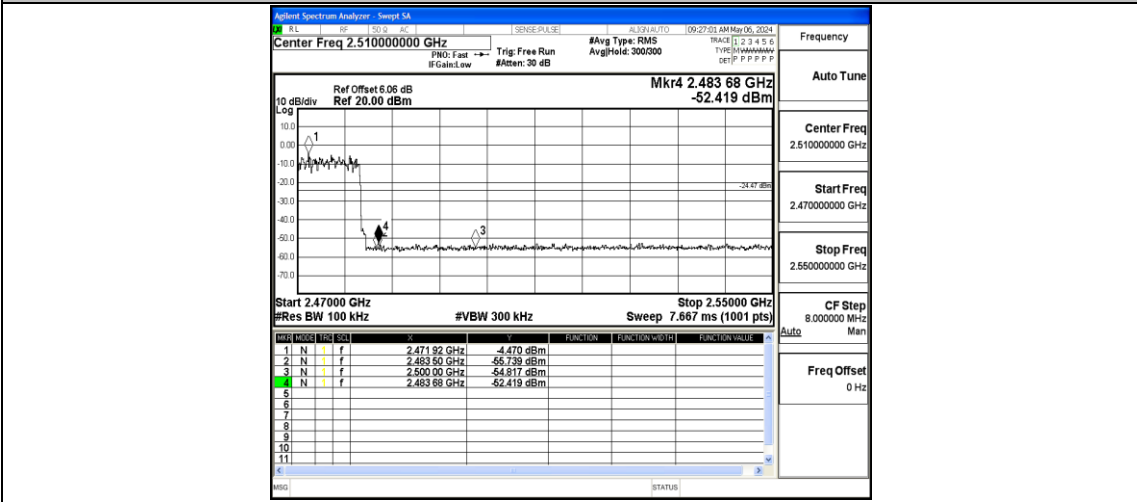 Agilent Spectrum Analyzer - Swept SA
RL RF 50 Ω AC SENSE:PULSE ALIGN AUTO 09:27:01 AM May 06, 2024
Center Freq 2.510000000 GHz
PNO: Fast
IFGain:Low
Trig: Free Run
#Atten: 30 dB
#Avg Type: RMS
Avg|Hold: 300/300
TRACE 1 2 3 4 5 6
TYPE M
DET P P P P P P
Frequency
Auto Tune
Center Freq
2.510000000 GHz
Start Freq
2.470000000 GHz
Stop Freq
2.550000000 GHz
CF Step
8.000000 MHz
Auto Man
Freq Offset
0 Hz
Mkr4 2.483 68 GHz
-52.419 dBm
Ref Offset 6.06 dB
10 dB/div Ref 20.00 dBm
Log
10.0
0.00
-10.0
-20.0
-30.0
-40.0
-50.0
-60.0
-70.0
1
4
3
-24.47 dBm
Start 2.47000 GHz Stop 2.55000 GHz
#Res BW 100 kHz #VBW 300 kHz Sweep 7.667 ms (1001 pts)
MKR MODE TRC SCL X Y FUNCTION FUNCTION WIDTH FUNCTION VALUE
1 N 1 f 2.471 92 GHz -4.470 dBm
2 N 1 f 2.483 50 GHz -55.739 dBm
3 N 1 f 2.500 00 GHz -54.817 dBm
4 N 1 f 2.483 68 GHz -52.419 dBm
5
6
7
8
9
10
11
MSG STATUS